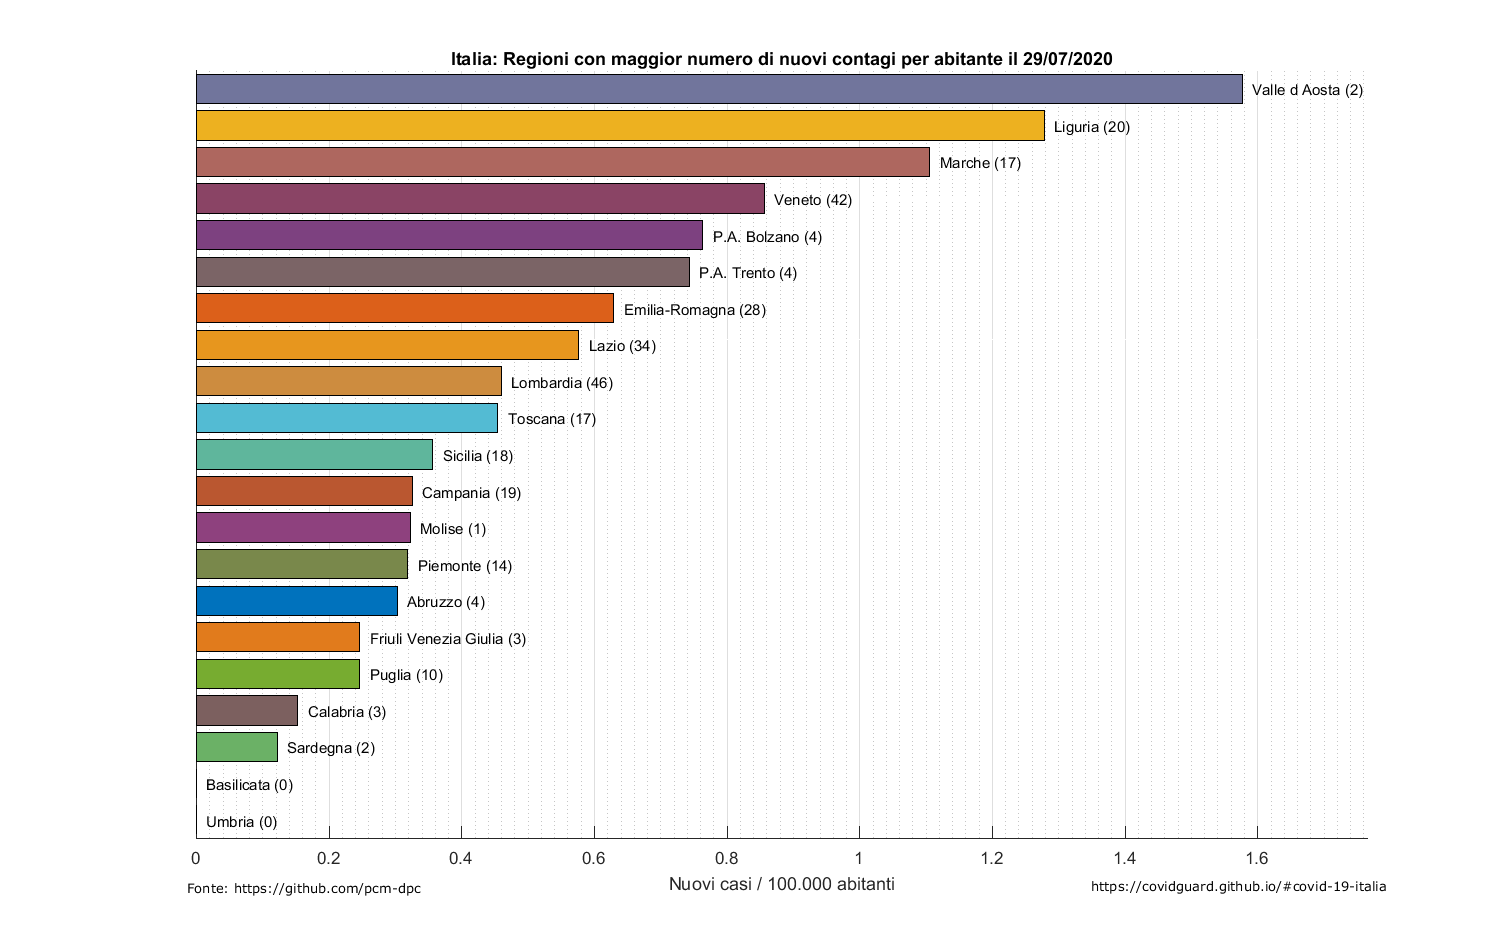 Italia: Regioni con maggior numero di nuovi contagi per abitante il 29/07/2020
Valle d Aosta (2)
Liguria (20)
Marche (17)
Veneto (42)
P.A. Bolzano (4)
P.A. Trento (4)
Emilia-Romagna (28)
Lazio (34)
Lombardia (46)
Toscana (17)
Sicilia (18)
Campania (19)
Molise (1)
Piemonte (14)
Abruzzo (4)
Friuli Venezia Giulia (3)
Puglia (10)
Calabria (3)
Sardegna (2)
Basilicata (0)
Umbria (0)
0 0.2 0.4 0.6 0.8 1 1.2 1.4 1.6
Nuovi casi / 100.000 abitanti
Fonte: https://github.com/pcm-dpc
https://covidguard.github.io/#covid-19-italia